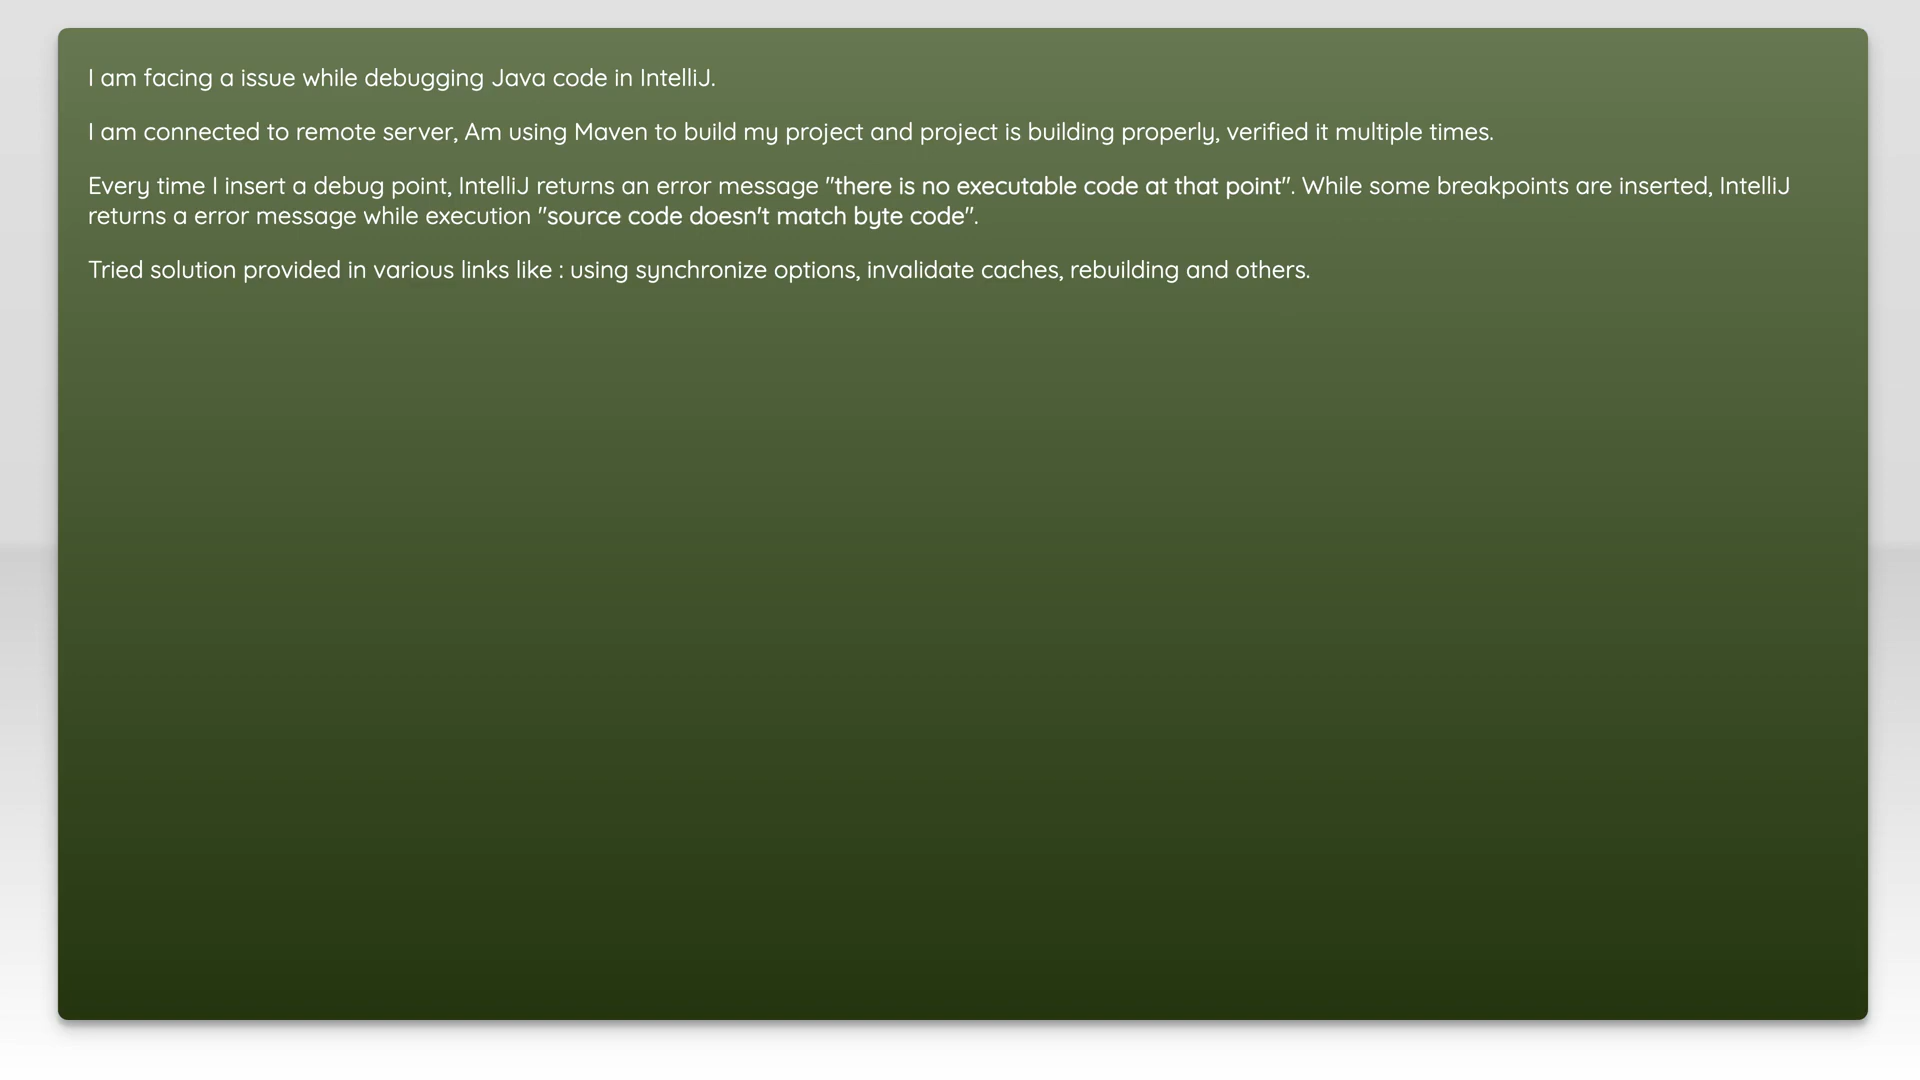 I am facing a issue while debugging Java code in IntelliJ.
I am connected to remote server, Am using Maven to build my project and project is building properly, verified it multiple times.
Every time I insert a debug point, IntelliJ returns an error message "there is no executable code at that point". While some breakpoints are inserted, IntelliJ
returns a error message while execution "source code doesn't match byte code".
Tried solution provided in various links like : using synchronize options, invalidate caches, rebuilding and others.